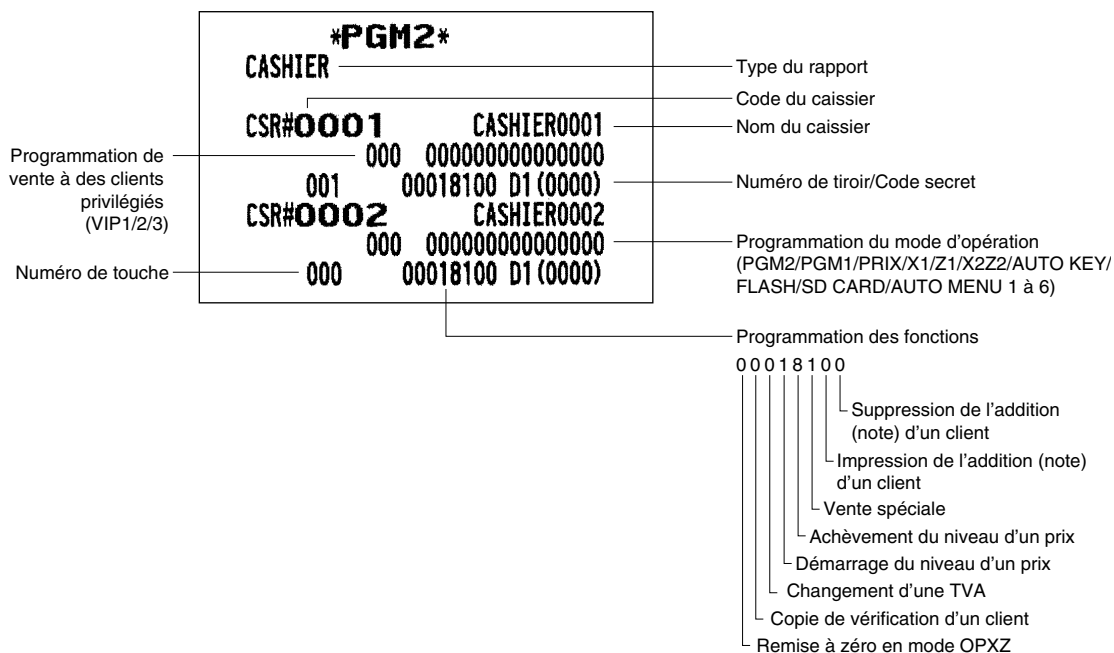 *PGM2*
CASHIER
CSR#0001 CASHIER0001
000 000000000000000
001 00018100 D1(0000)
CSR#0002 CASHIER0002
000 000000000000000
000 00018100 D1(0000)
Programmation de
vente à des clients
privilégiés
(VIP1/2/3)
Numéro de touche
Type du rapport
Code du caissier
Nom du caissier
Numéro de tiroir/Code secret
Programmation du mode d’opération
(PGM2/PGM1/PRIX/X1/Z1/X2Z2/AUTO KEY/
FLASH/SD CARD/AUTO MENU 1 à 6)
Programmation des fonctions
0 0 0 1 8 1 0 0
Suppression de l’addition
(note) d’un client
Impression de l’addition (note)
d’un client
Vente spéciale
Achèvement du niveau d’un prix
Démarrage du niveau d’un prix
Changement d’une TVA
Copie de vérification d’un client
Remise à zéro en mode OPXZ